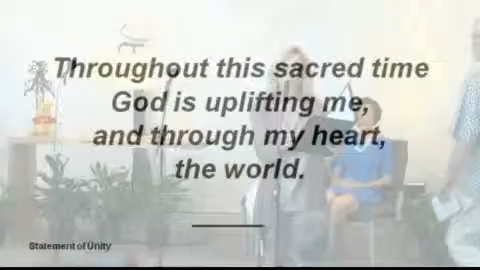 Throughout this sacred time
God is uplifting me,
and through my heart,
the world.
Statement of Unity